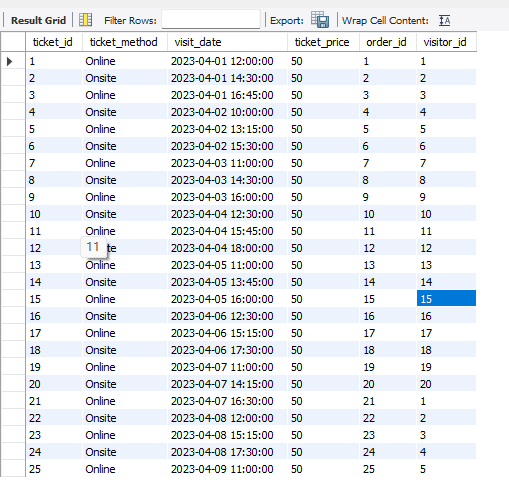 Result Grid Filter Rows: Export: Wrap Cell Content:
ticket_id ticket_method visit_date ticket_price order_id visitor_id
1 Online 2023-04-01 12:00:00 50 1 1
2 Onsite 2023-04-01 14:30:00 50 2 2
3 Online 2023-04-01 16:45:00 50 3 3
4 Onsite 2023-04-02 10:00:00 50 4 4
5 Online 2023-04-02 13:15:00 50 5 5
6 Onsite 2023-04-02 15:30:00 50 6 6
7 Online 2023-04-03 11:00:00 50 7 7
8 Onsite 2023-04-03 14:30:00 50 8 8
9 Online 2023-04-03 16:00:00 50 9 9
10 Onsite 2023-04-04 12:30:00 50 10 10
11 Online 2023-04-04 15:45:00 50 11 11
12 11 te 2023-04-04 18:00:00 50 12 12
13 Online 2023-04-05 11:00:00 50 13 13
14 Onsite 2023-04-05 13:45:00 50 14 14
15 Online 2023-04-05 16:00:00 50 15 15
16 Onsite 2023-04-06 12:30:00 50 16 16
17 Online 2023-04-06 15:15:00 50 17 17
18 Onsite 2023-04-06 17:30:00 50 18 18
19 Online 2023-04-07 11:00:00 50 19 19
20 Onsite 2023-04-07 14:15:00 50 20 20
21 Online 2023-04-07 16:30:00 50 21 1
22 Onsite 2023-04-08 12:00:00 50 22 2
23 Online 2023-04-08 15:15:00 50 23 3
24 Onsite 2023-04-08 17:30:00 50 24 4
25 Online 2023-04-09 11:00:00 50 25 5